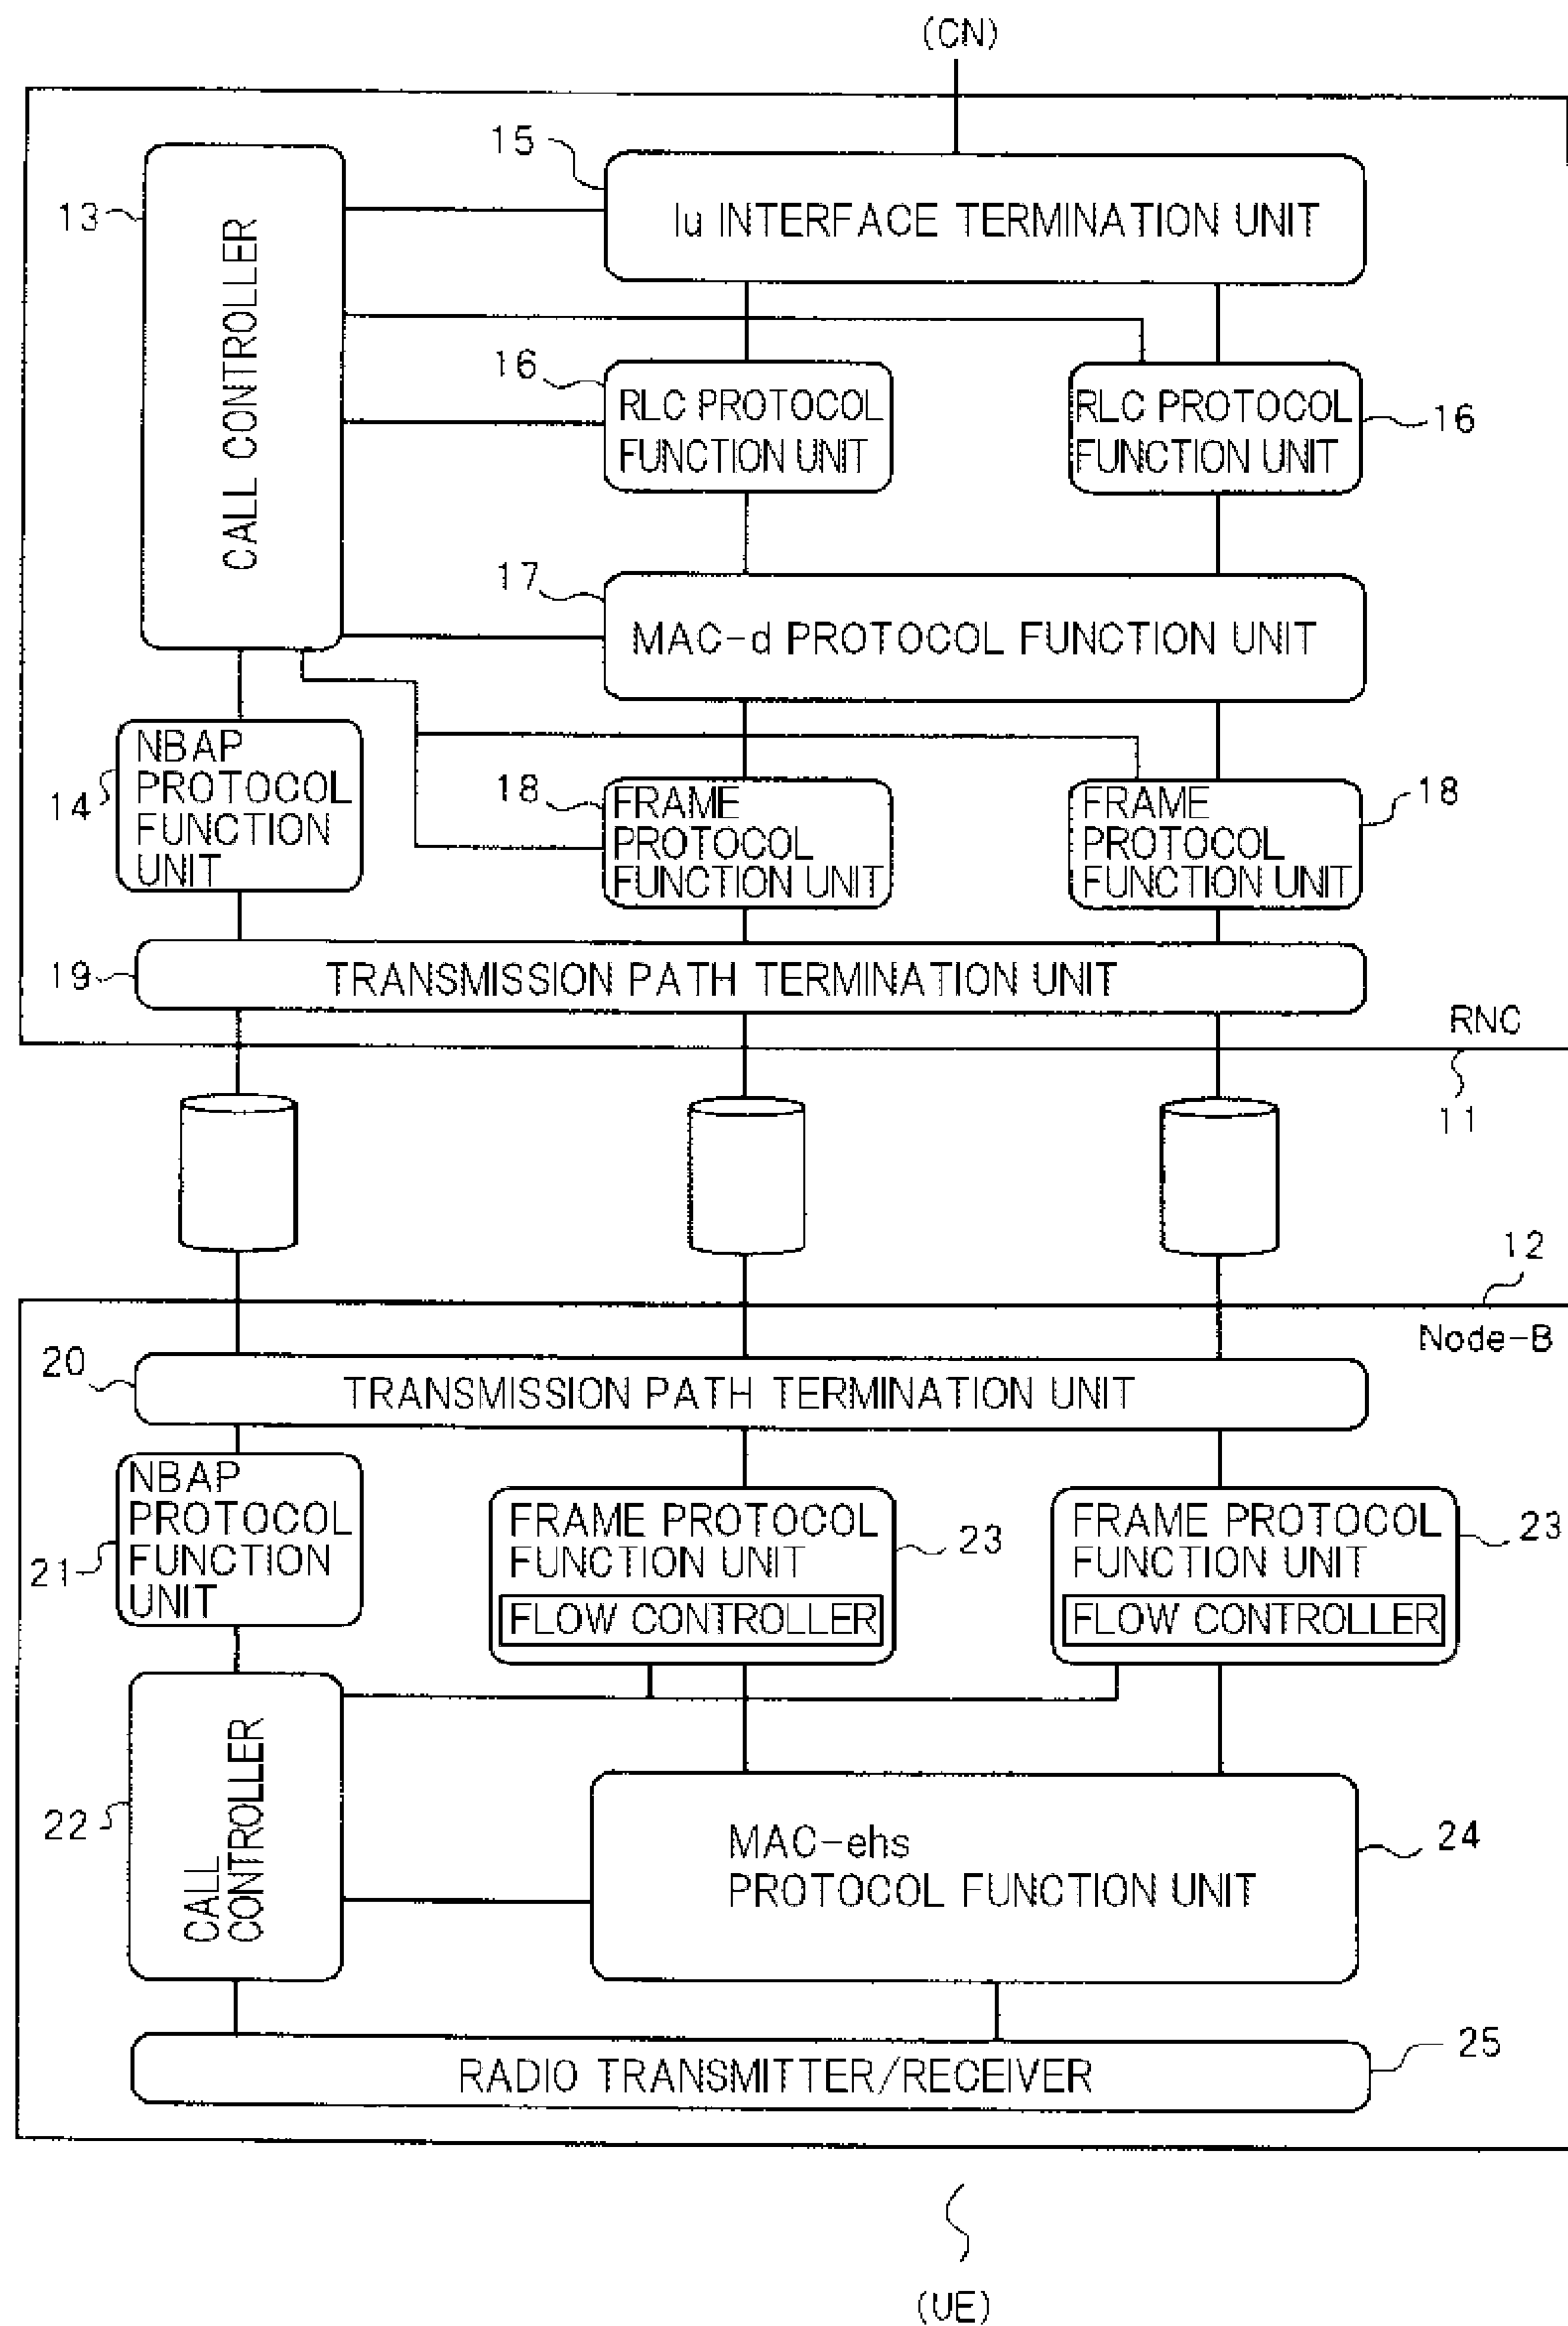 (CN)
15
13
Iu INTERFACE TERMINATION UNIT
CALL CONTROLLER
16
RLC PROTOCOL
FUNCTION UNIT
RLC PROTOCOL
FUNCTION UNIT
16
17
MAC-d PROTOCOL FUNCTION UNIT
14
NBAP
PROTOCOL
FUNCTION
UNIT
18
FRAME
PROTOCOL
FUNCTION UNIT
FRAME
PROTOCOL
FUNCTION UNIT
18
19
TRANSMISSION PATH TERMINATION UNIT
RNC
11
12
Node-B
20
TRANSMISSION PATH TERMINATION UNIT
21
NBAP
PROTOCOL
FUNCTION
UNIT
FRAME PROTOCOL
FUNCTION UNIT
FLOW CONTROLLER
23
FRAME PROTOCOL
FUNCTION UNIT
FLOW CONTROLLER
23
22
CALL
CONTROLLER
MAC-ehs
PROTOCOL FUNCTION UNIT
24
RADIO TRANSMITTER/RECEIVER
25
(UE)